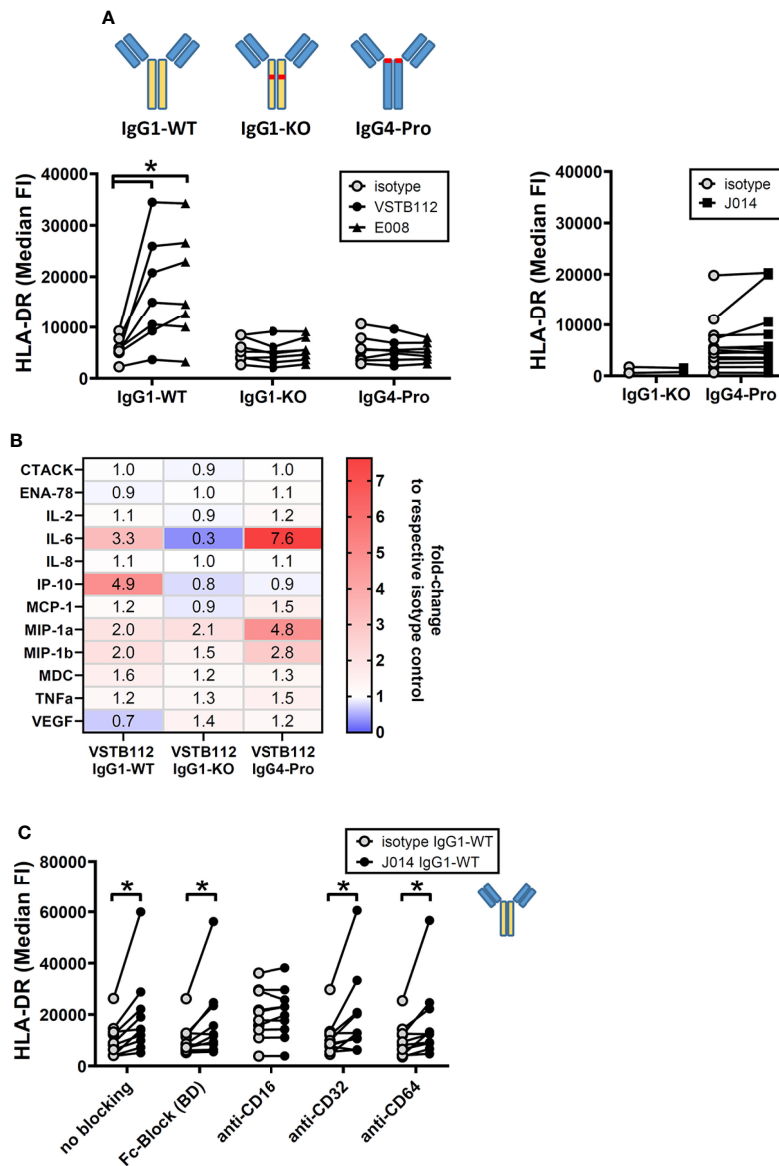 A
IgG1-WT IgG1-KO IgG4-Pro
HLA-DR (Median FI)
40000
30000
20000
10000
0
*
isotype
VSTB112
E008
IgG1-WT IgG1-KO IgG4-Pro
HLA-DR (Median FI)
40000
30000
20000
10000
0
isotype
J014
IgG1-KO IgG4-Pro
B
CTACK 1.0 0.9 1.0
ENA-78 0.9 1.0 1.1
IL-2 1.1 0.9 1.2
IL-6 3.3 0.3 7.6
IL-8 1.1 1.0 1.1
IP-10 4.9 0.8 0.9
MCP-1 1.2 0.9 1.5
MIP-1a 2.0 2.1 4.8
MIP-1b 2.0 1.5 2.8
MDC 1.6 1.2 1.3
TNFa 1.2 1.3 1.5
VEGF 0.7 1.4 1.2
VSTB112 VSTB112 VSTB112
IgG1-WT IgG1-KO IgG4-Pro
7
6
5
4
3
2
1
0
fold-change
to respective isotype control
C
isotype IgG1-WT
J014 IgG1-WT
HLA-DR (Median FI)
80000
60000
40000
20000
0
* * * *
no blocking
Fc-Block (BD)
anti-CD16
anti-CD32
anti-CD64